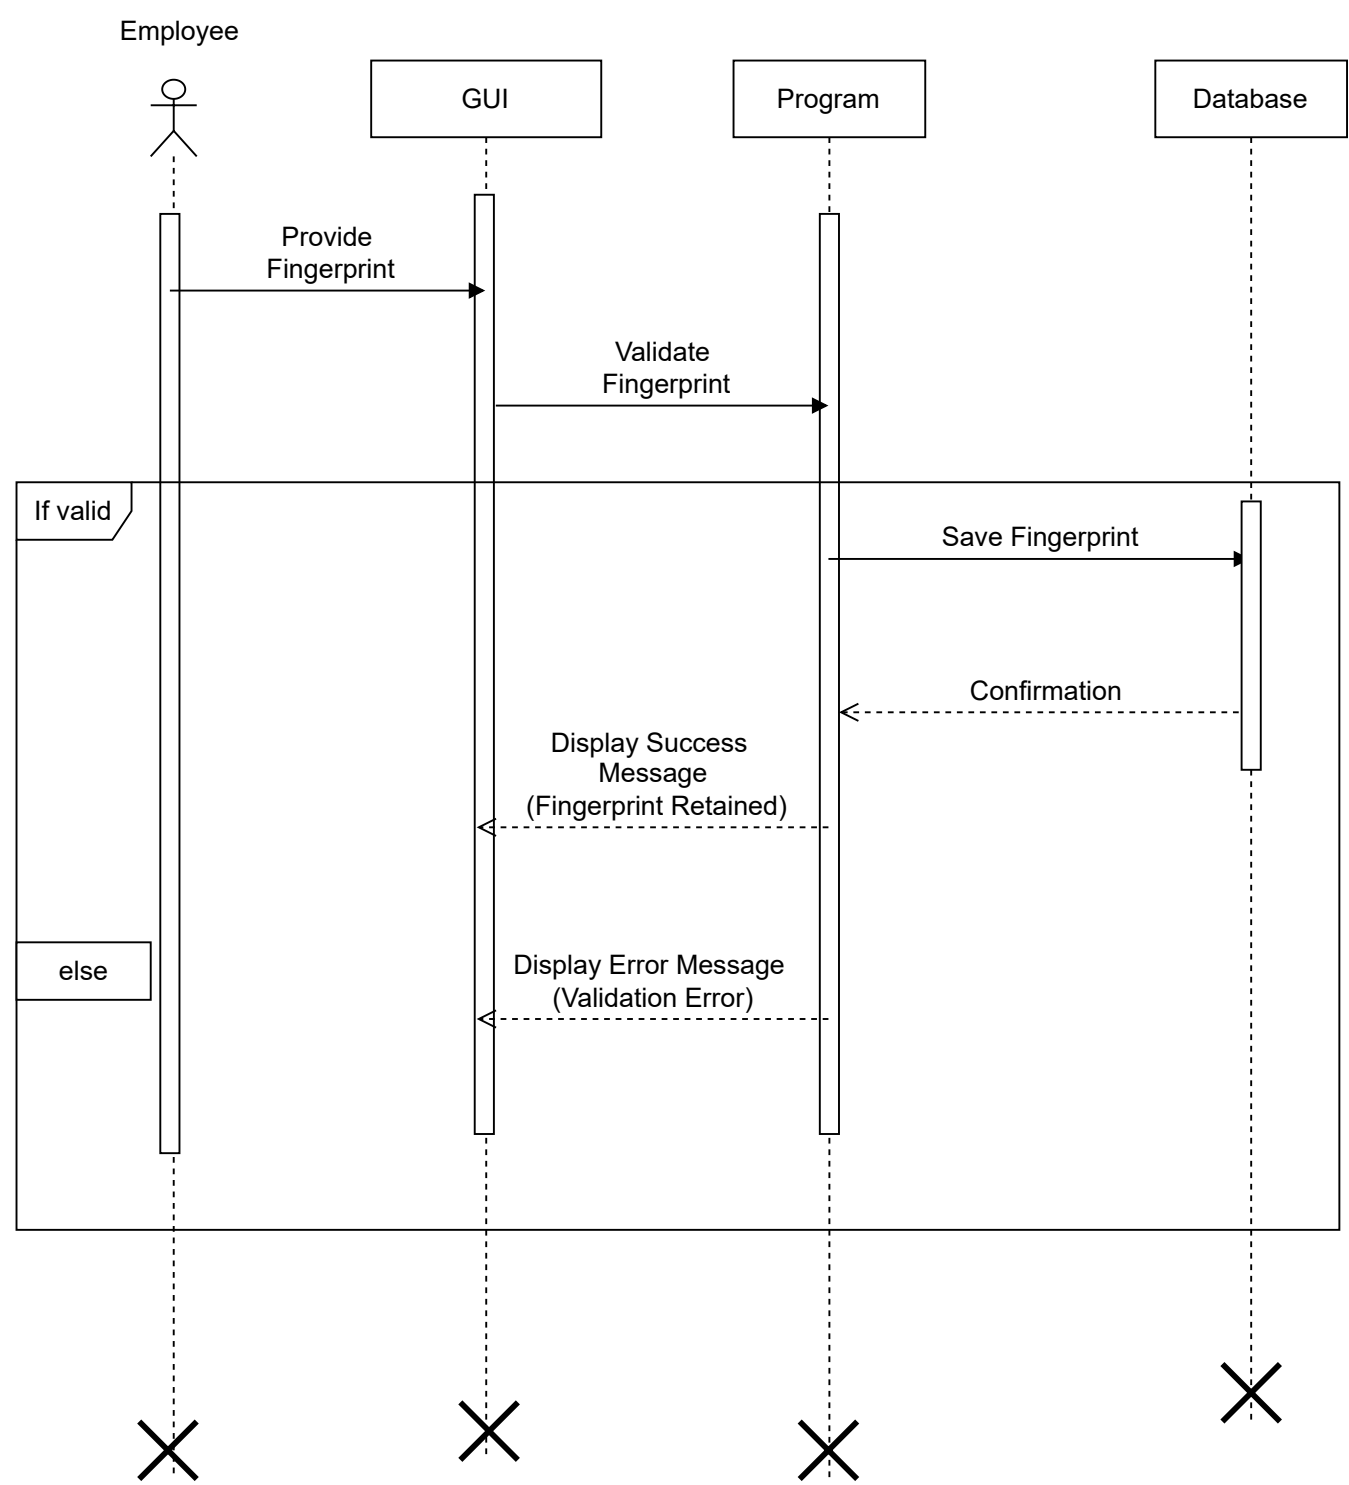 Employee
GUI
Program
Database
Provide
Fingerprint
Validate
Fingerprint
If valid
Save Fingerprint
Confirmation
Display Success
Message
(Fingerprint Retained)
else
Display Error Message
(Validation Error)